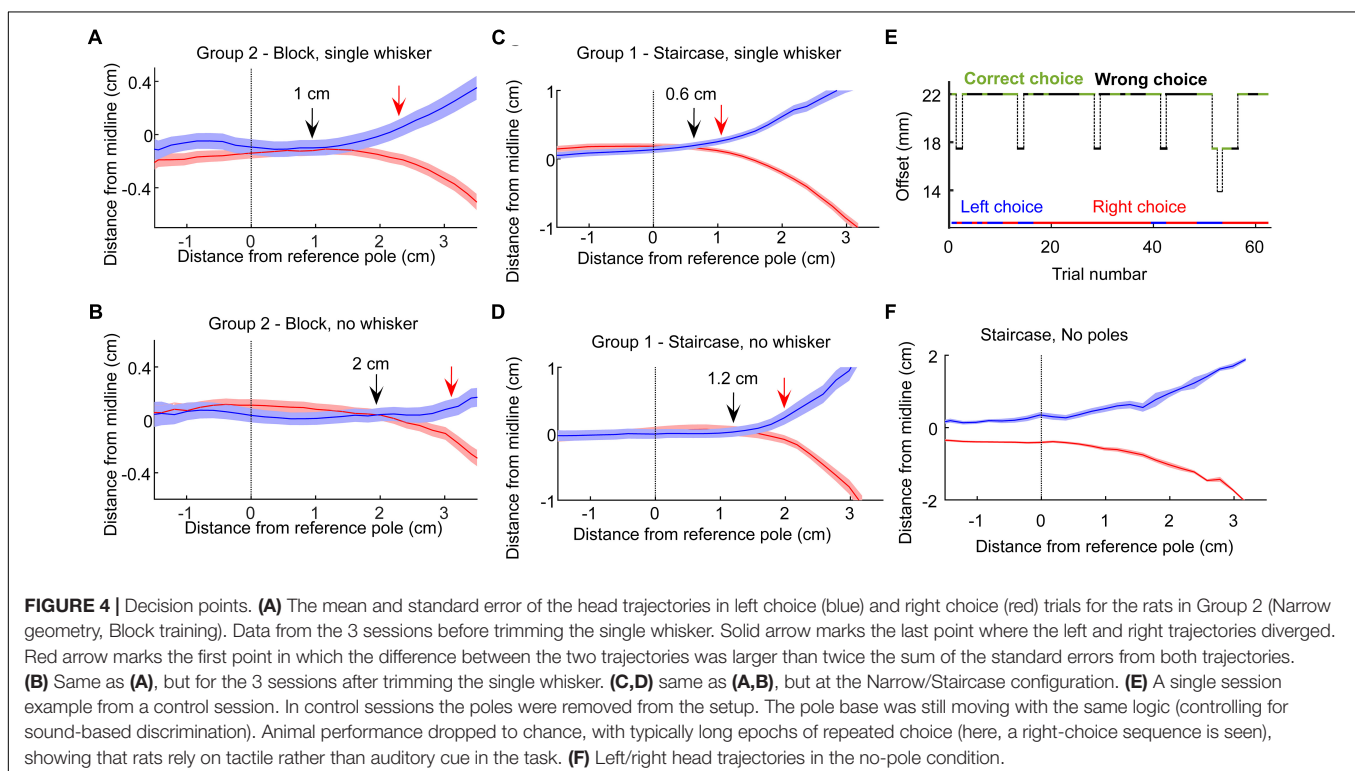 A
Group 2 - Block, single whisker
0.4
0
-0.4
Distance from midline (cm)
1 cm
-1 0 1 2 3
Distance from reference pole (cm)
B
Group 2 - Block, no whisker
0.4
0
-0.4
Distance from midline (cm)
2 cm
-1 0 1 2 3
Distance from reference pole (cm)
C
Group 1 - Staircase, single whisker
1
0
-1
Distance from midline (cm)
0.6 cm
-1 0 1 2 3
Distance from reference pole (cm)
D
Group 1 - Staircase, no whisker
1
0
-1
Distance from midline (cm)
1.2 cm
-1 0 1 2 3
Distance from reference pole (cm)
E
Correct choice Wrong choice
22
18
14
Offset (mm)
Left choice Right choice
0 20 40 60
Trial numbar
F
Staircase, No poles
2
0
-2
Distance from midline (cm)
-1 0 1 2 3
Distance from reference pole (cm)
FIGURE 4 | Decision points. (A) The mean and standard error of the head trajectories in left choice (blue) and right choice (red) trials for the rats in Group 2 (Narrow
geometry, Block training). Data from the 3 sessions before trimming the single whisker. Solid arrow marks the last point where the left and right trajectories diverged.
Red arrow marks the first point in which the difference between the two trajectories was larger than twice the sum of the standard errors from both trajectories.
(B) Same as (A), but for the 3 sessions after trimming the single whisker. (C,D) same as (A,B), but at the Narrow/Staircase configuration. (E) A single session
example from a control session. In control sessions the poles were removed from the setup. The pole base was still moving with the same logic (controlling for
sound-based discrimination). Animal performance dropped to chance, with typically long epochs of repeated choice (here, a right-choice sequence is seen),
showing that rats rely on tactile rather than auditory cue in the task. (F) Left/right head trajectories in the no-pole condition.